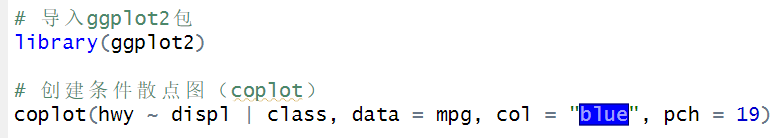 # 导入ggplot2包
library(ggplot2)
# 创建条件散点图（coplot）
coplot(hwy ~ displ | class, data = mpg, col = "blue", pch = 19)